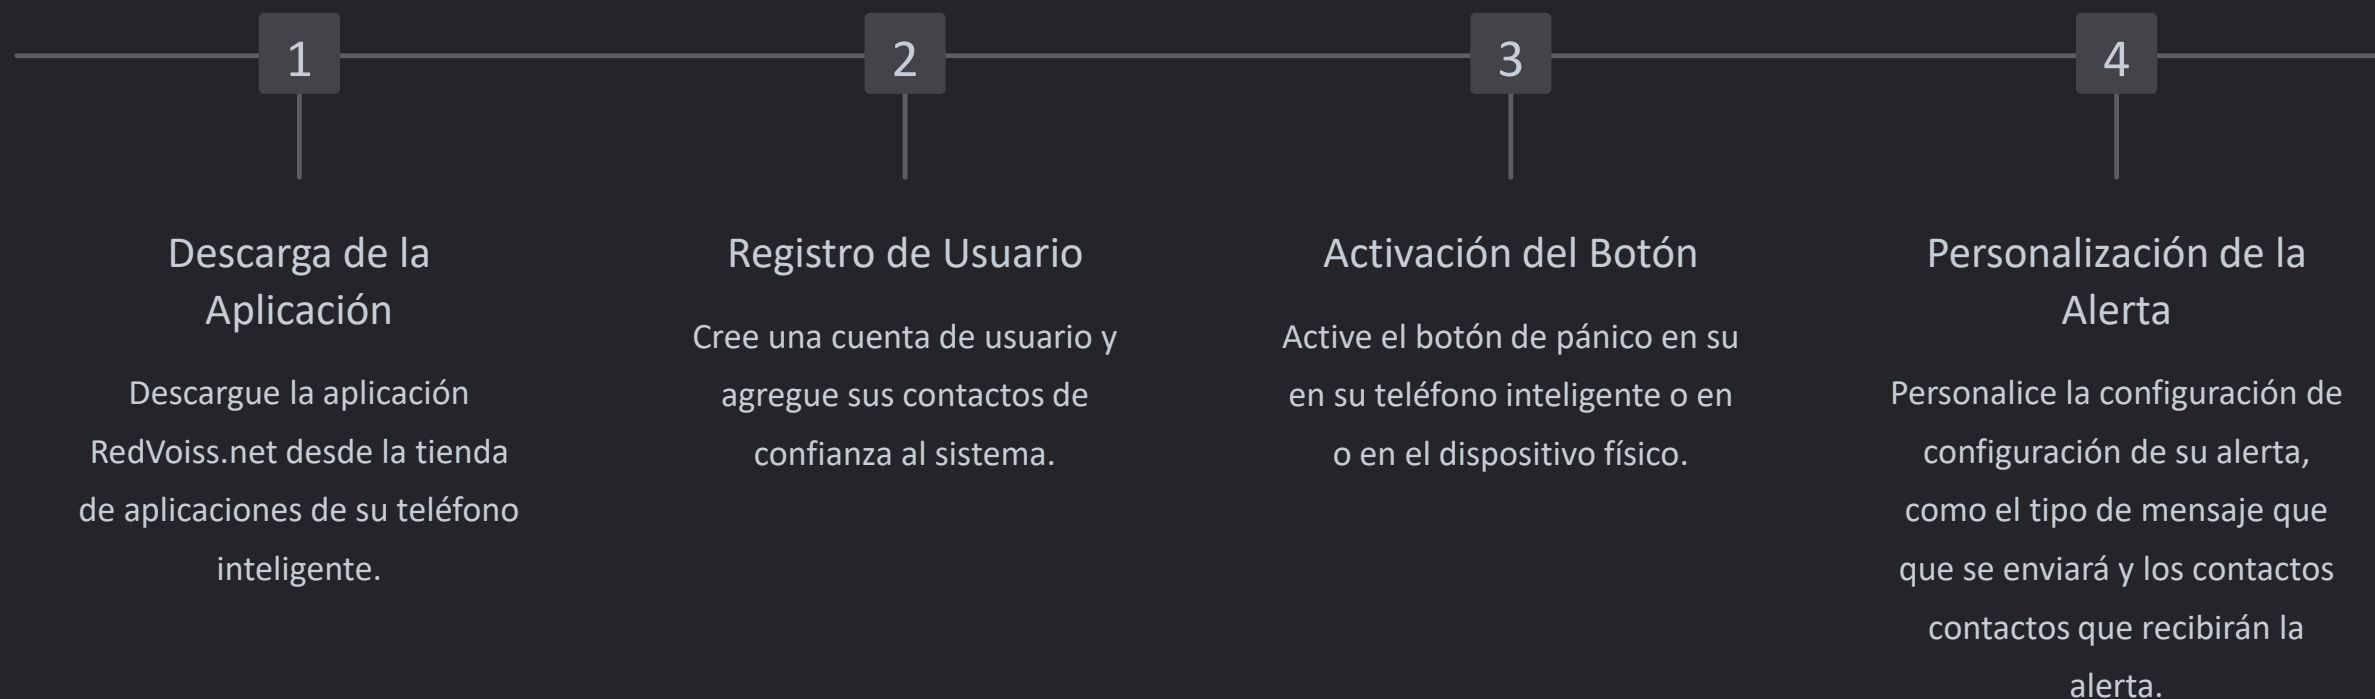 1
Descarga de la
Aplicación
Descargue la aplicación
RedVoiss.net desde la tienda
de aplicaciones de su teléfono
inteligente.
2
Registro de Usuario
Cree una cuenta de usuario y
agregue sus contactos de
confianza al sistema.
3
Activación del Botón
Active el botón de pánico en su
en su teléfono inteligente o en
o en el dispositivo físico.
4
Personalización de la
Alerta
Personalice la configuración de
configuración de su alerta,
como el tipo de mensaje que
que se enviará y los contactos
contactos que recibirán la
alerta.